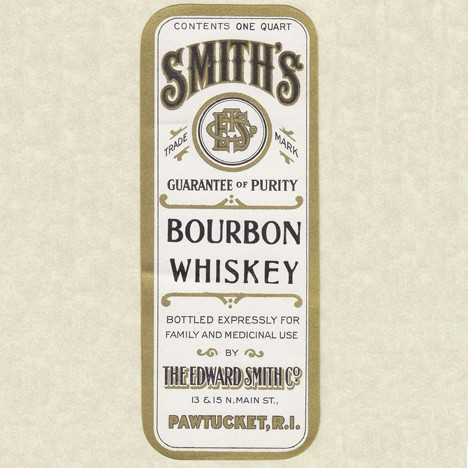 CONTENTS ONE QUART
SMITH'S
TRADE MARK
GUARANTEE OF PURITY
BOURBON
WHISKEY
BOTTLED EXPRESSLY FOR
FAMILY AND MEDICINAL USE
BY
THE EDWARD SMITH Co.
13 & 15 N. MAIN ST.,
PAWTUCKET, R.I.